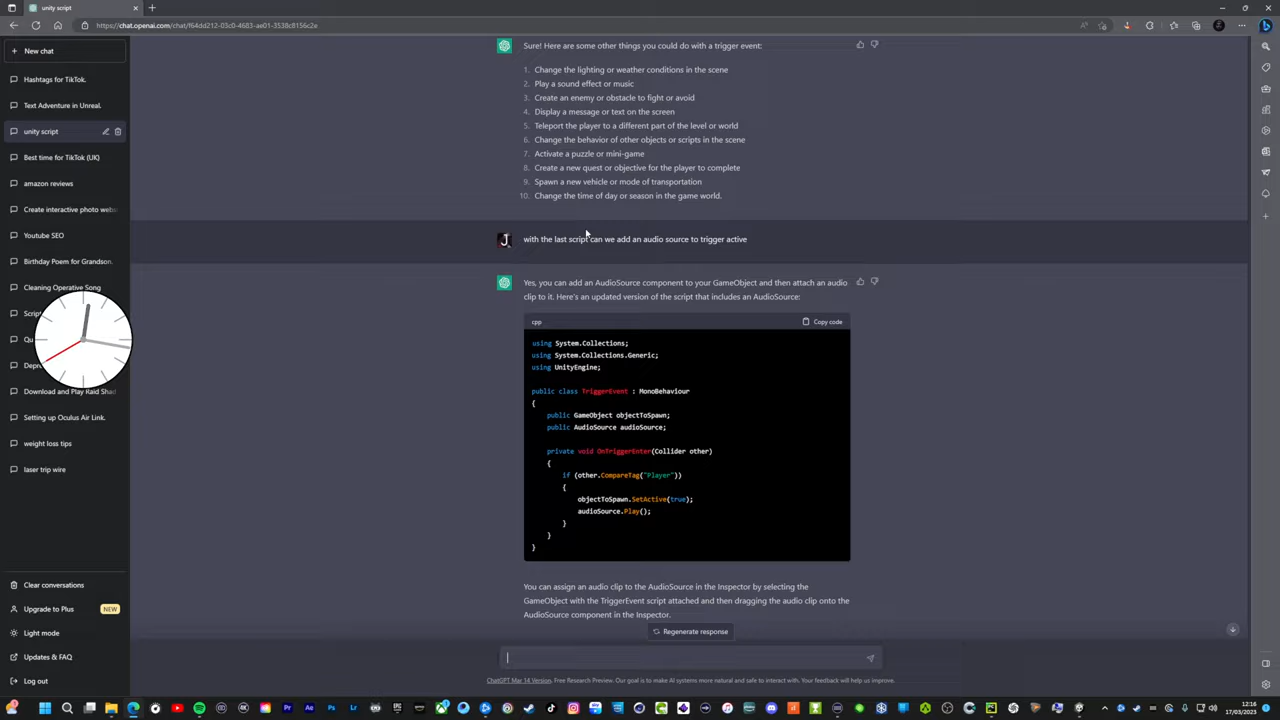 unity script
https://chat.openai.com/chat/f64dd212-03c0-4683-ae01-3538c8156c2e
New chat
Hashtags for TikTok.
Text Adventure in Unreal.
unity script
Best time for TikTok (UK)
amazon reviews
Create interactive photo webs
Youtube SEO
Birthday Poem for Grandson.
Cleaning Operative Song
Download and Play Raid Shad
Setting up Oculus Air Link.
weight loss tips
laser trip wire
Clear conversations
Upgrade to Plus
NEW
Light mode
Updates & FAQ
Log out
Sure! Here are some other things you could do with a trigger event:
1. Change the lighting or weather conditions in the scene
2. Play a sound effect or music
3. Create an enemy or obstacle to fight or avoid
4. Display a message or text on the screen
5. Teleport the player to a different part of the level or world
6. Change the behavior of other objects or scripts in the scene
7. Activate a puzzle or mini-game
8. Create a new quest or objective for the player to complete
9. Spawn a new vehicle or mode of transportation
10. Change the time of day or season in the game world.
J
with the last script can we add an audio source to trigger active
Yes, you can add an AudioSource component to your GameObject and then attach an audio
clip to it. Here's an updated version of the script that includes an AudioSource:
cpp
Copy code
using System.Collections;
using System.Collections.Generic;
using UnityEngine;
public class TriggerEvent : MonoBehaviour
{
public GameObject objectToSpawn;
public AudioSource audioSource;
private void OnTriggerEnter(Collider other)
{
if (other.CompareTag("Player"))
{
objectToSpawn.SetActive(true);
audioSource.Play();
}
}
}
You can assign an audio clip to the AudioSource in the Inspector by selecting the
GameObject with the TriggerEvent script attached and then dragging the audio clip onto the
AudioSource component in the Inspector.
Regenerate response
ChatGPT Mar 14 Version. Free Research Preview. Our goal is to make AI systems more natural and safe to interact with. Your feedback will help us improve.
12:16
17/03/2023